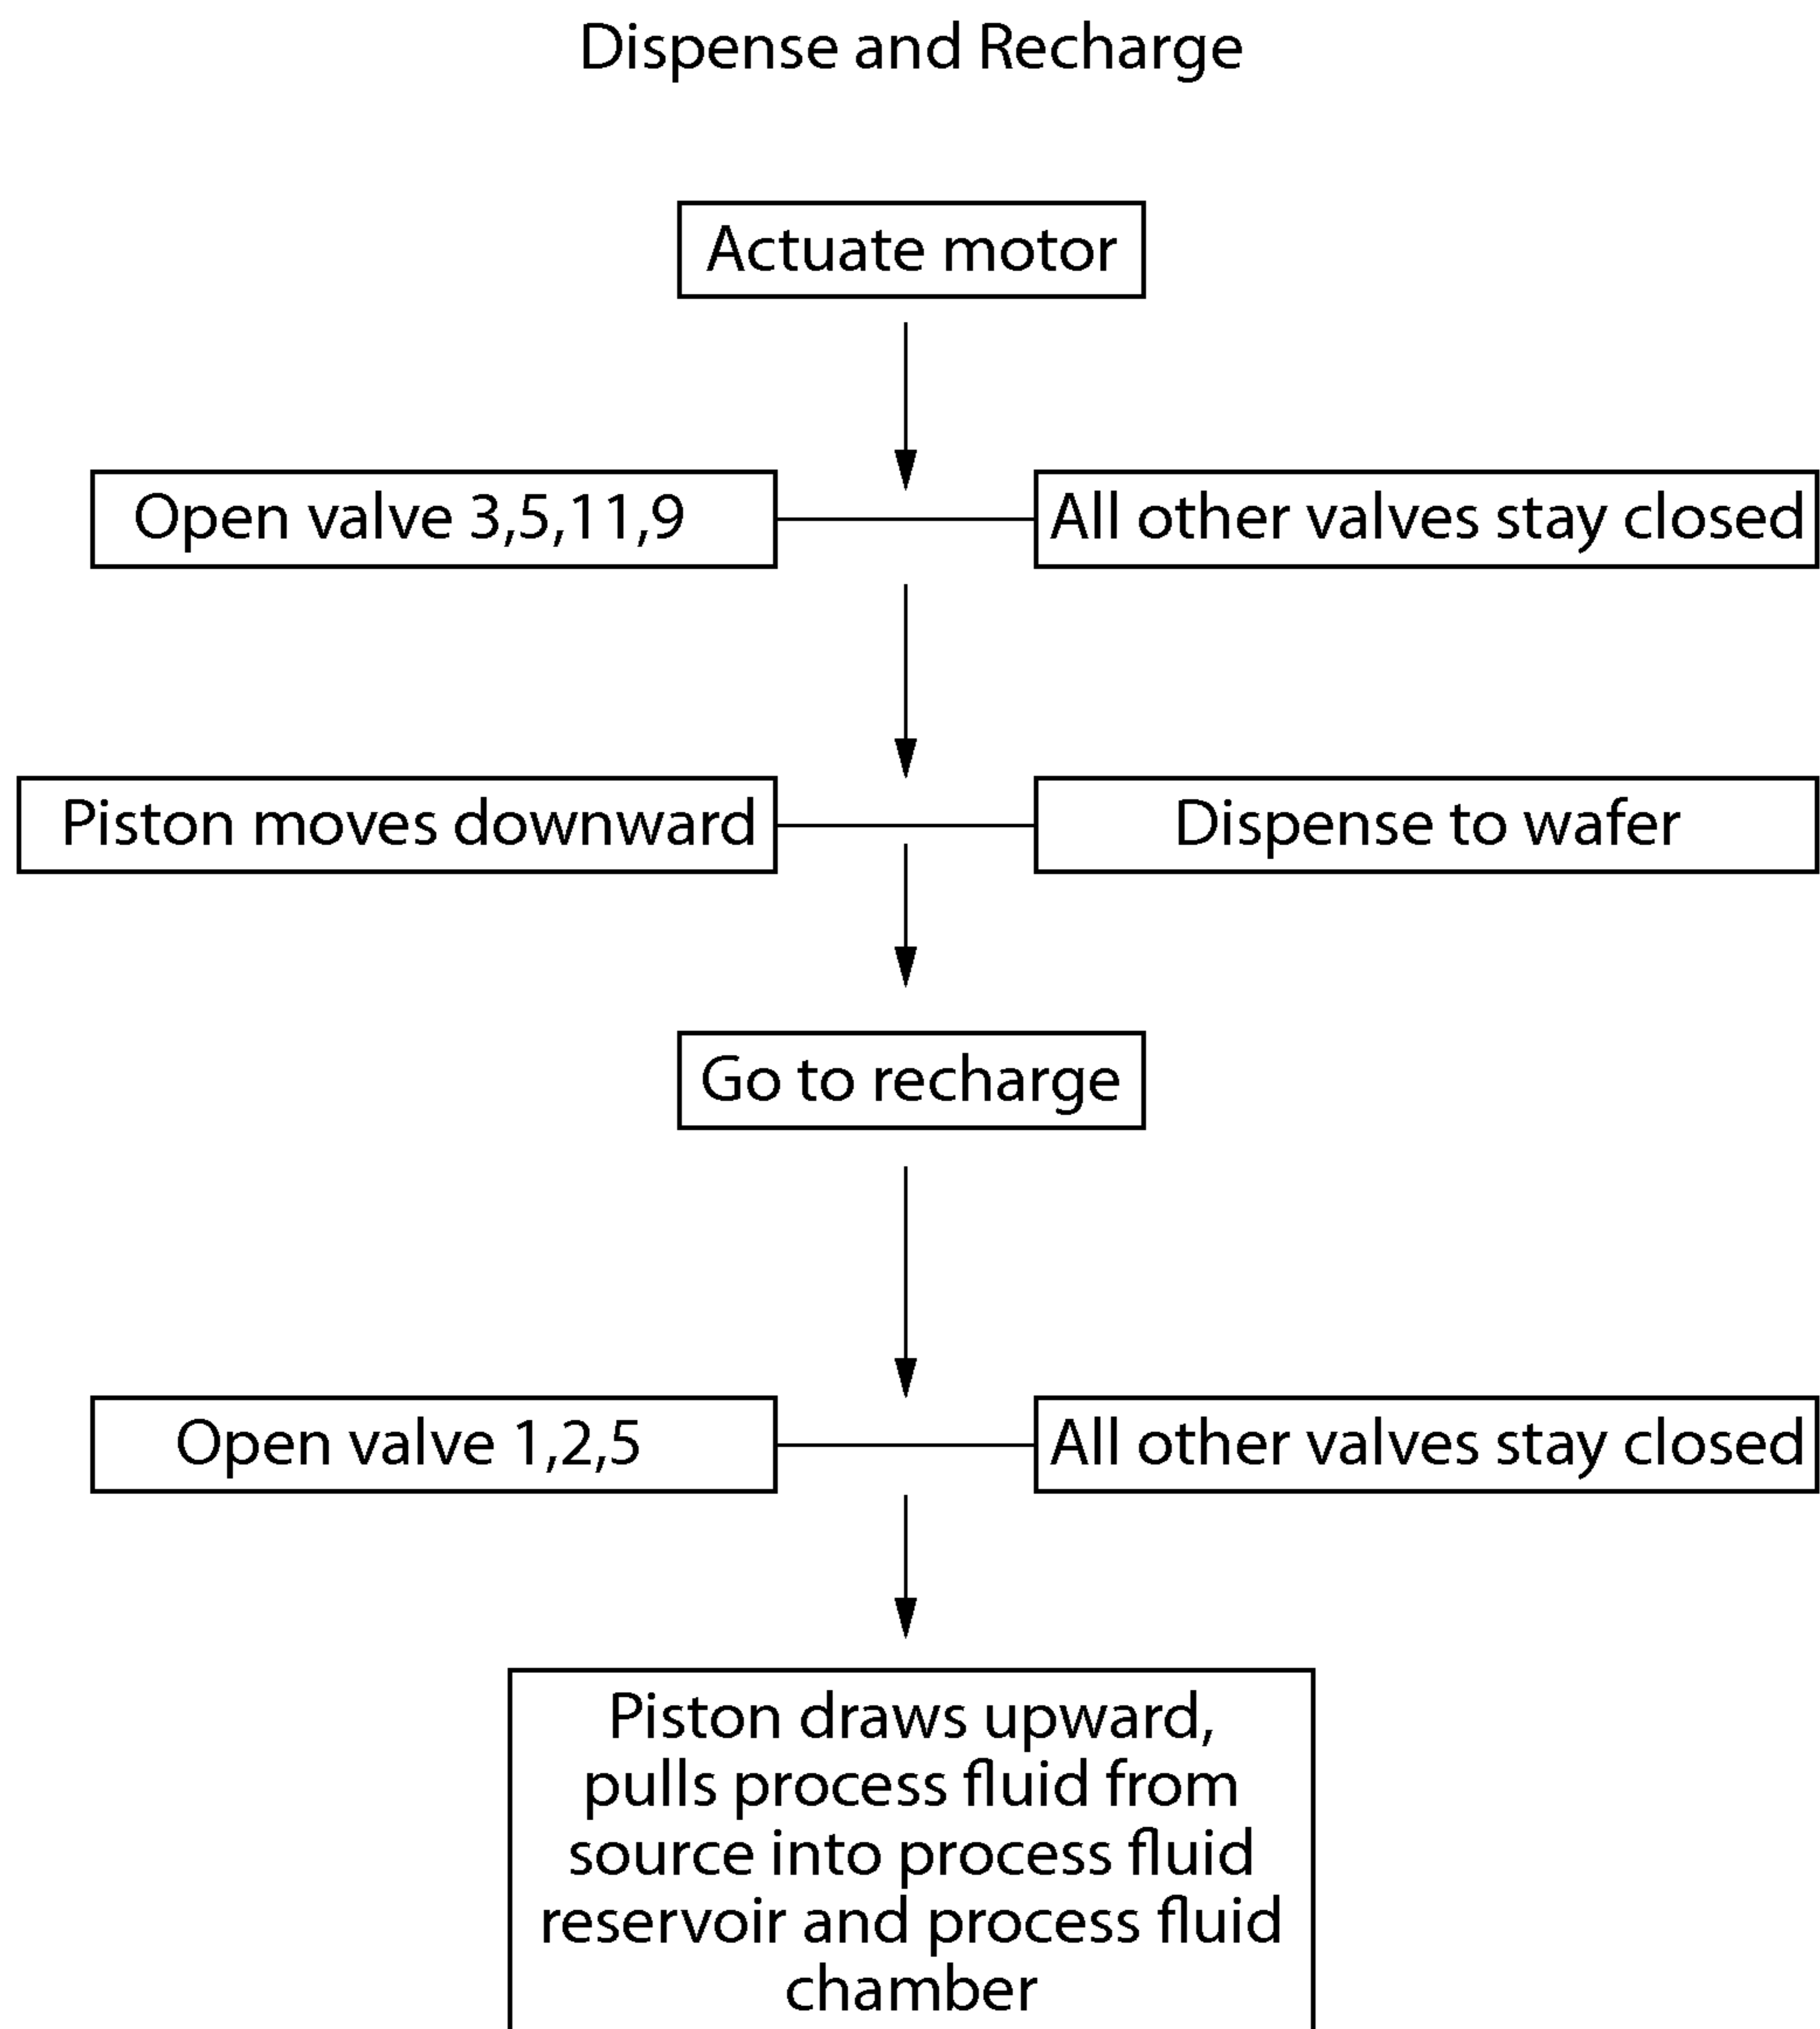 Dispense and Recharge
Actuate motor
Open valve 3,5,11,9
All other valves stay closed
Piston moves downward
Dispense to wafer
Go to recharge
Open valve 1,2,5
All other valves stay closed
Piston draws upward,
pulls process fluid from
source into process fluid
reservoir and process fluid
chamber